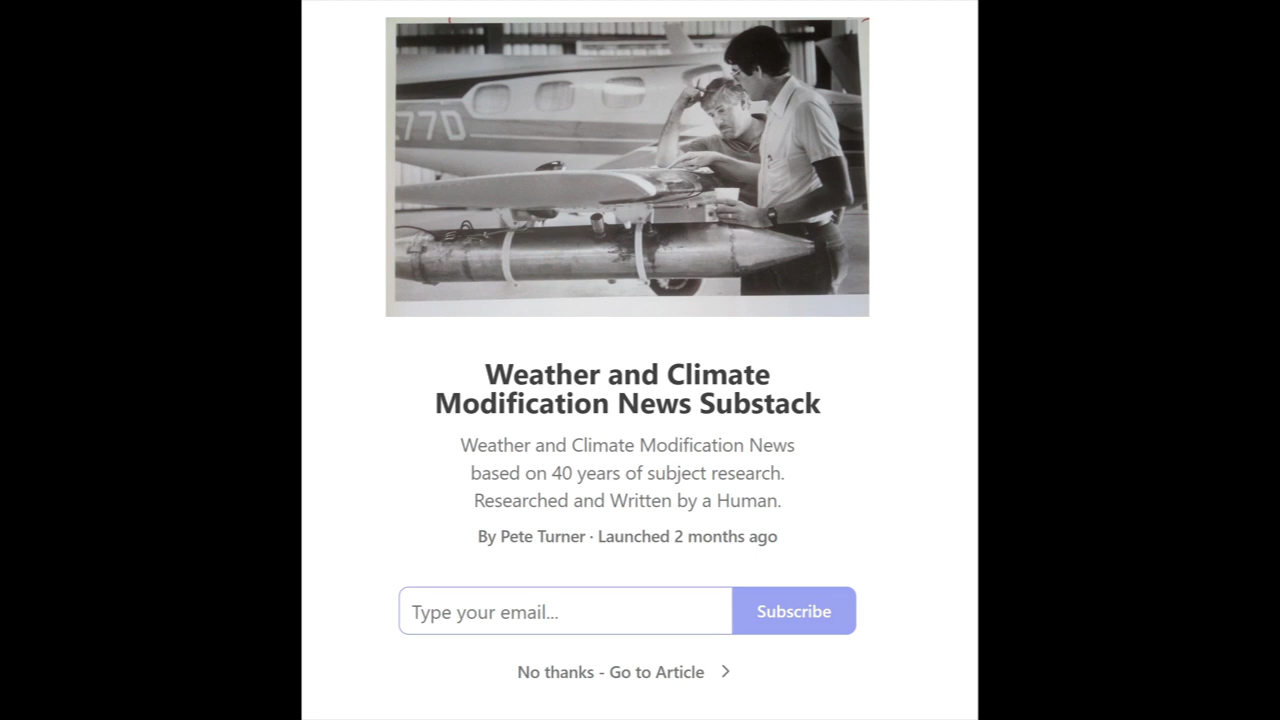 77D
Weather and Climate
Modification News Substack
Weather and Climate Modification News
based on 40 years of subject research.
Researched and Written by a Human.
By Pete Turner · Launched 2 months ago
Type your email...
Subscribe
No thanks - Go to Article